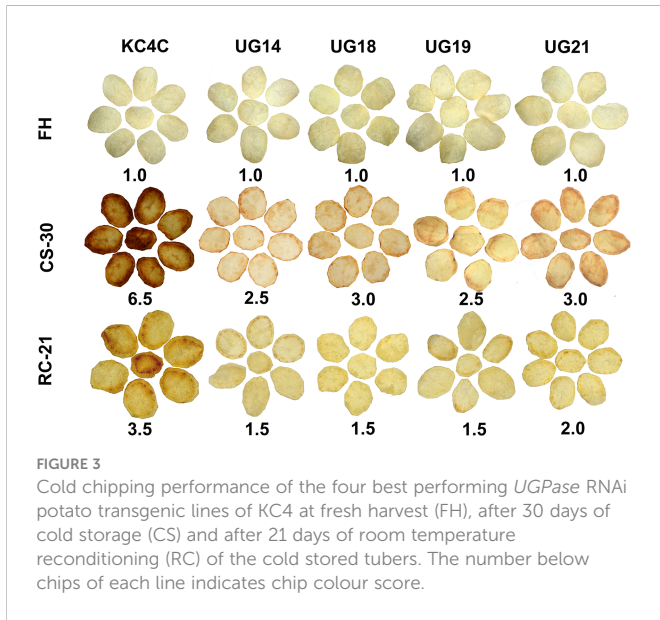 KC4C UG14 UG18 UG19 UG21
FH
1.0 1.0 1.0 1.0 1.0
CS-30
6.5 2.5 3.0 2.5 3.0
RC-21
3.5 1.5 1.5 1.5 2.0
FIGURE 3
Cold chipping performance of the four best performing UGPase RNAi
potato transgenic lines of KC4 at fresh harvest (FH), after 30 days of
cold storage (CS) and after 21 days of room temperature
reconditioning (RC) of the cold stored tubers. The number below
chips of each line indicates chip colour score.